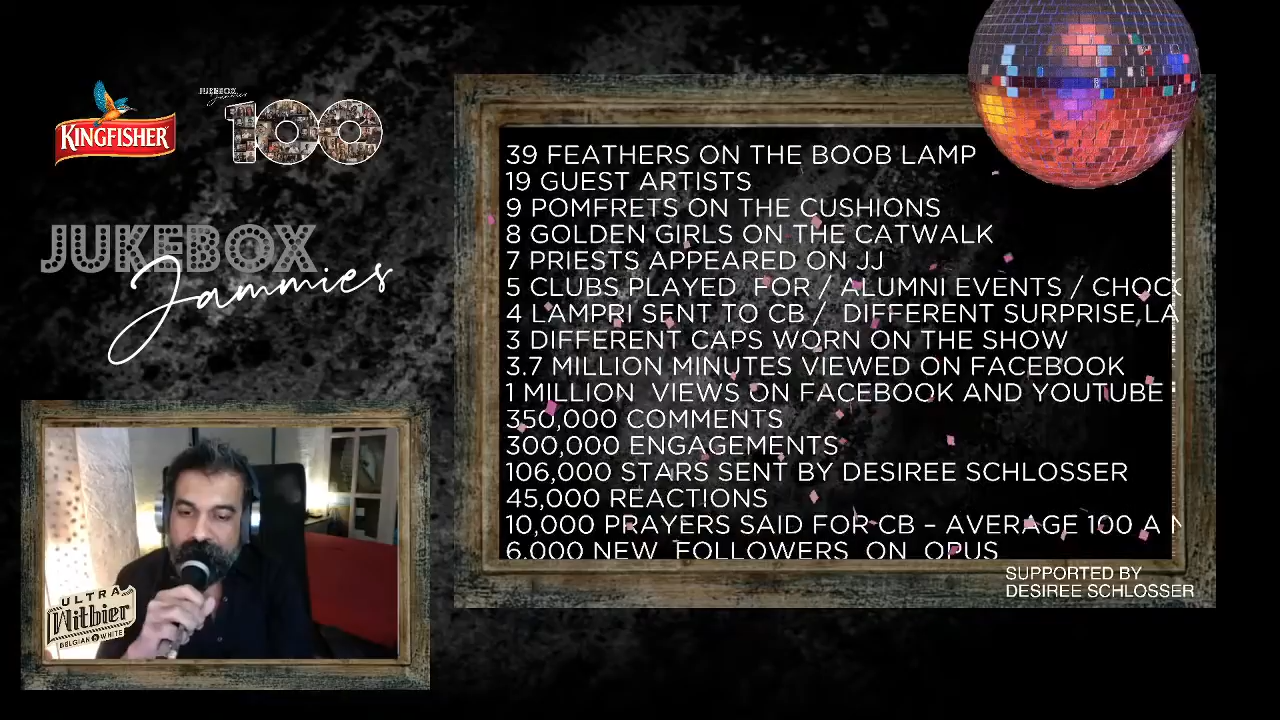 KINGFISHER
JUKEBOX
Jammies
100
JUKEBOX
Jammies
39 FEATHERS ON THE BOOB LAMP
19 GUEST ARTISTS
9 POMFRETS ON THE CUSHIONS
8 GOLDEN GIRLS ON THE CATWALK
7 PRIESTS APPEARED ON JJ
5 CLUBS PLAYED FOR / ALUMNI EVENTS /
4 LAMPRI SENT TO CB / DIFFERENT SURPRISE,
3 DIFFERENT CAPS WORN ON THE SHOW
3.7 MILLION MINUTES VIEWED ON FACEBOOK
1 MILLION VIEWS ON FACEBOOK AND YOUTUBE
350,000 COMMENTS
300,000 ENGAGEMENTS
106,000 STARS SENT BY DESIREE SCHLOSSER
45,000 REACTIONS
10,000 PRAYERS SAID FOR CB – AVERAGE 100 A
6,000 NEW FOLLOWERS ON OPUS
SUPPORTED BY
DESIREE SCHLOSSER
ULTRA
Witbier
BELGIAN WHITE